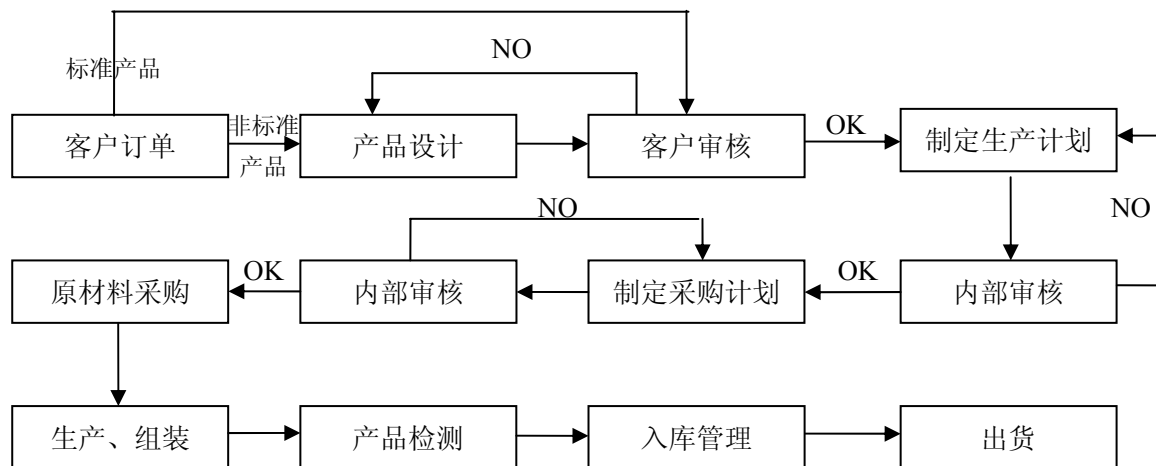 NO
标准产品
客户订单
非标准
产品
产品设计
客户审核
OK
制定生产计划
NO
NO
原材料采购
OK
内部审核
制定采购计划
OK
内部审核
生产、组装
产品检测
入库管理
出货